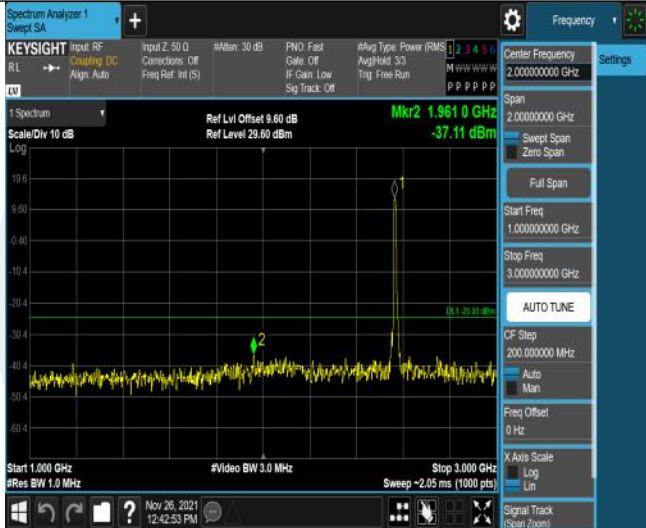 Spectrum Analyzer 1
Swept SA
+
Frequency
KEYSIGHT
Input: RF
Coupling: DC
Align: Auto
Input Z: 50 Ω
Corrections: Off
Freq Ref: Int (S)
#Atten: 30 dB
PNO: Fast
Gate: Off
IF Gain: Low
Sig Track: Off
#Avg Type: Power (RMS
Avg|Hold: 3/3
Trig: Free Run
1 2 3 4 5 6
M W W W W W
P P P P P P
RL
LV
1 Spectrum
Scale/Div 10 dB
Log
Ref Lvl Offset 9.60 dB
Ref Level 29.60 dBm
Mkr2 1.961 0 GHz
-37.11 dBm
19.6
9.60
-0.40
-10.4
-20.4
-30.4
-40.4
-50.4
-60.4
1
2
DL1 -25.00 dBm
Start 1.000 GHz
#Res BW 1.0 MHz
#Video BW 3.0 MHz
Stop 3.000 GHz
Sweep ~2.05 ms (1000 pts)
Center Frequency
2.000000000 GHz
Settings
Span
2.00000000 GHz
Swept Span
Zero Span
Full Span
Start Freq
1.000000000 GHz
Stop Freq
3.000000000 GHz
AUTO TUNE
CF Step
200.000000 MHz
Auto
Man
Freq Offset
0 Hz
X Axis Scale
Log
Lin
Signal Track
(Span Zoom)
?
Nov 26, 2021
12:42:53 PM